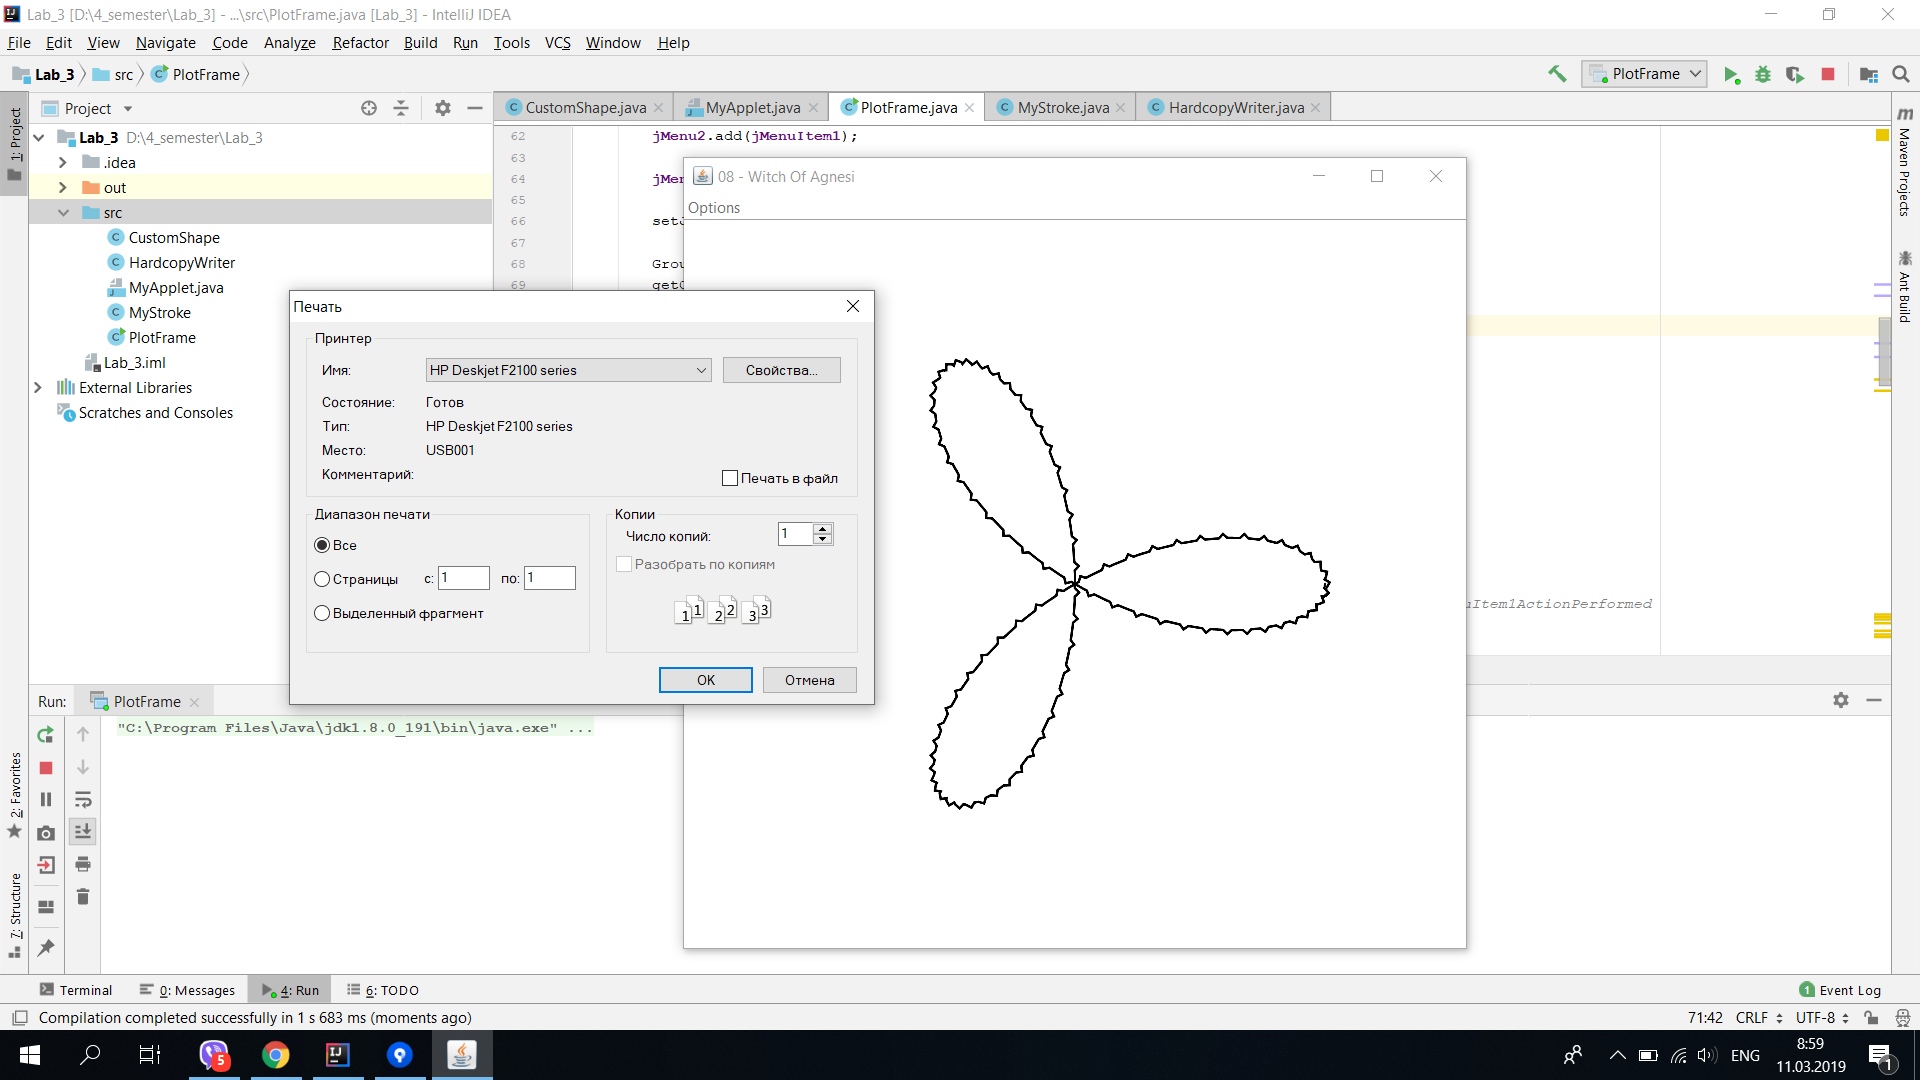 Lab_3 [D:\4_semester\Lab_3] - ...\src\PlotFrame.java [Lab_3] - IntelliJ IDEA
File Edit View Navigate Code Analyze Refactor Build Run Tools VCS Window Help
Lab_3 src PlotFrame
PlotFrame
1: Project
Project
CustomShape.java MyApplet.java PlotFrame.java MyStroke.java HardcopyWriter.java
Lab_3 D:\4_semester\Lab_3
.idea
out
src
CustomShape
HardcopyWriter
MyApplet.java
MyStroke
PlotFrame
Lab_3.iml
External Libraries
Scratches and Consoles
62 jMenu2.add(jMenuItem1);
63
64
65
66
67
68
69
Maven Projects
Ant Build
08 - Witch Of Agnesi
Options
Печать
Принтер
Имя: HP Deskjet F2100 series Свойства...
Состояние: Готов
Тип: HP Deskjet F2100 series
Место: USB001
Комментарий:
Печать в файл
Диапазон печати
Все
Страницы с: 1 по: 1
Выделенный фрагмент
Копии
Число копий: 1
Разобрать по копиям
1 1 2 2 3 3
OK Отмена
Item1ActionPerformed
Run: PlotFrame
"C:\Program Files\Java\jdk1.8.0_191\bin\java.exe" ...
2: Favorites
7: Structure
Terminal 0: Messages 4: Run 6: TODO
1 Event Log
Compilation completed successfully in 1 s 683 ms (moments ago)
71:42 CRLF UTF-8
5
ENG
8:59
11.03.2019
1